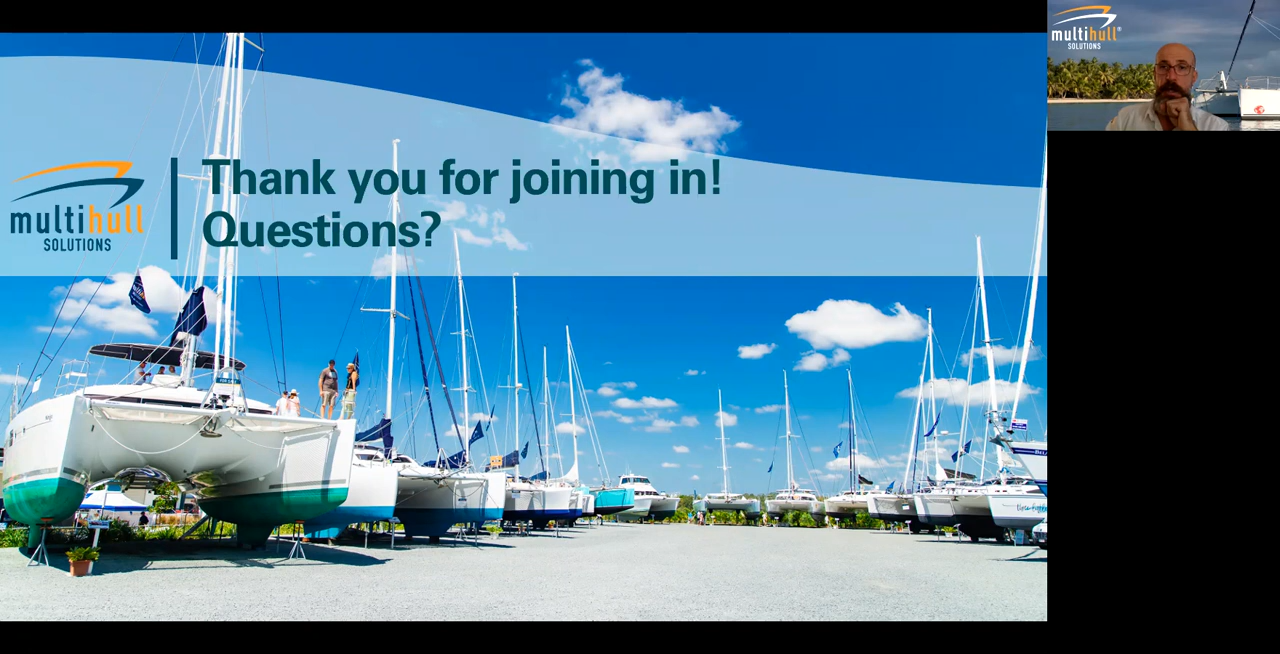 Thank you for joining in!
Questions?
multihull
SOLUTIONS
multihull®
SOLUTIONS